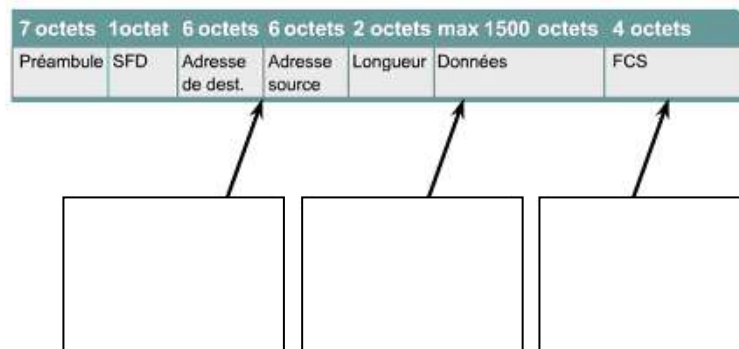 7 octets 1octet 6 octets 6 octets 2 octets max 1500 octets 4 octets
Préambule SFD Adresse de dest. Adresse source Longueur Données FCS